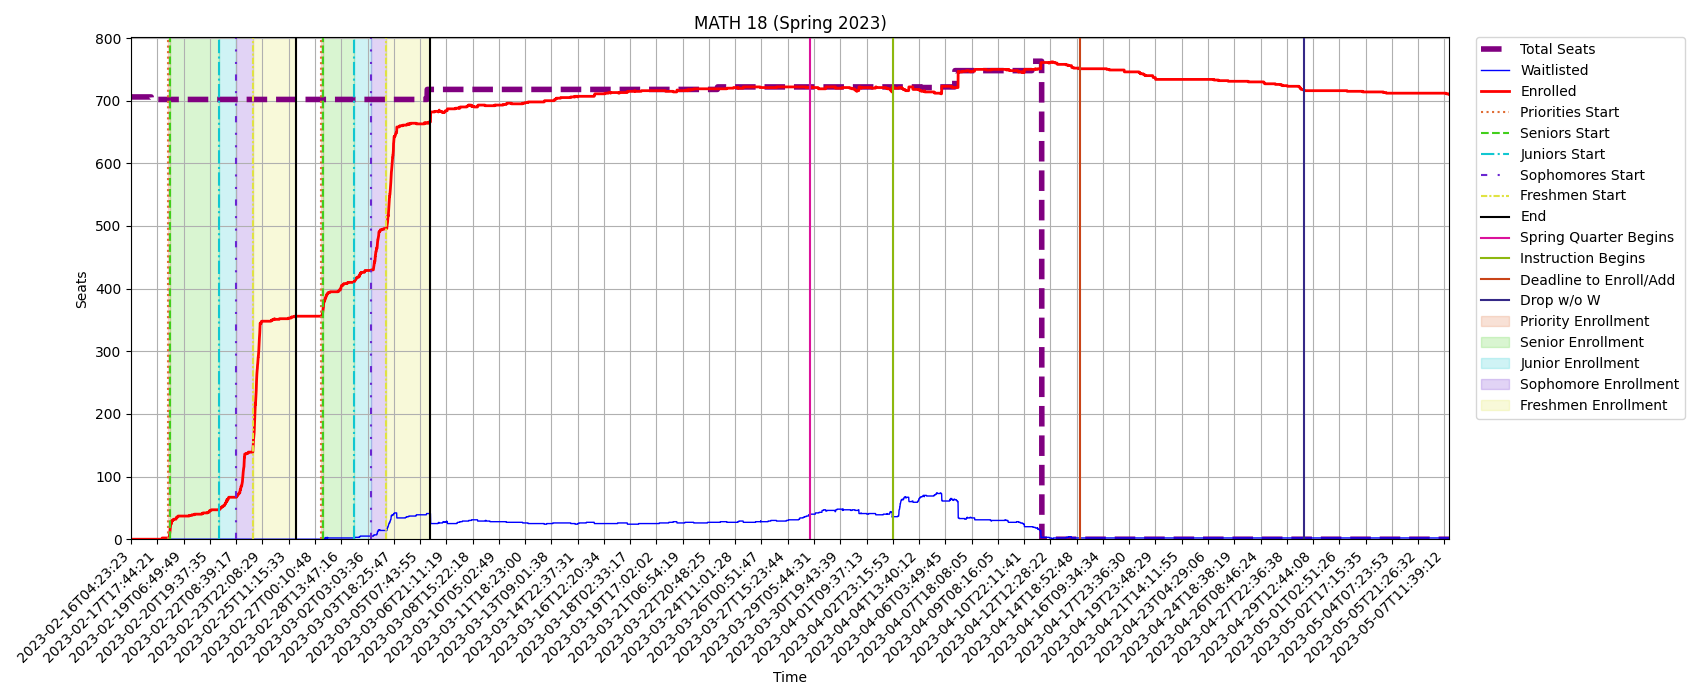 MATH 18 (Spring 2023)
800
700
600
500
400
300
200
100
0
Seats
2023-02-16T04:23:23
2023-02-17T17:44:21
2023-02-19T06:49:49
2023-02-20T19:37:35
2023-02-22T08:39:17
2023-02-23T22:08:29
2023-02-25T11:15:33
2023-02-27T00:10:48
2023-02-28T13:47:16
2023-03-02T03:03:36
2023-03-03T18:25:47
2023-03-05T07:43:55
2023-03-06T21:11:19
2023-03-08T15:22:18
2023-03-10T05:02:49
2023-03-11T18:23:00
2023-03-13T09:01:38
2023-03-14T22:37:31
2023-03-16T12:20:34
2023-03-18T02:33:17
2023-03-19T17:02:02
2023-03-21T06:54:19
2023-03-22T20:48:25
2023-03-24T11:01:28
2023-03-26T00:51:47
2023-03-27T15:23:44
2023-03-29T05:44:31
2023-03-30T19:43:39
2023-04-01T09:37:13
2023-04-02T23:15:53
2023-04-04T13:40:12
2023-04-06T03:49:45
2023-04-07T18:08:05
2023-04-09T08:16:05
2023-04-10T22:11:41
2023-04-12T12:28:22
2023-04-14T18:52:48
2023-04-16T09:34:34
2023-04-17T23:36:30
2023-04-19T23:48:29
2023-04-21T14:11:55
2023-04-23T04:29:06
2023-04-24T18:38:19
2023-04-26T08:46:24
2023-04-27T22:36:38
2023-04-29T12:44:08
2023-05-01T02:51:26
2023-05-02T17:15:35
2023-05-04T07:23:53
2023-05-05T21:26:32
2023-05-07T11:39:12
Time
Total Seats
Waitlisted
Enrolled
Priorities Start
Seniors Start
Juniors Start
Sophomores Start
Freshmen Start
End
Spring Quarter Begins
Instruction Begins
Deadline to Enroll/Add
Drop w/o W
Priority Enrollment
Senior Enrollment
Junior Enrollment
Sophomore Enrollment
Freshmen Enrollment